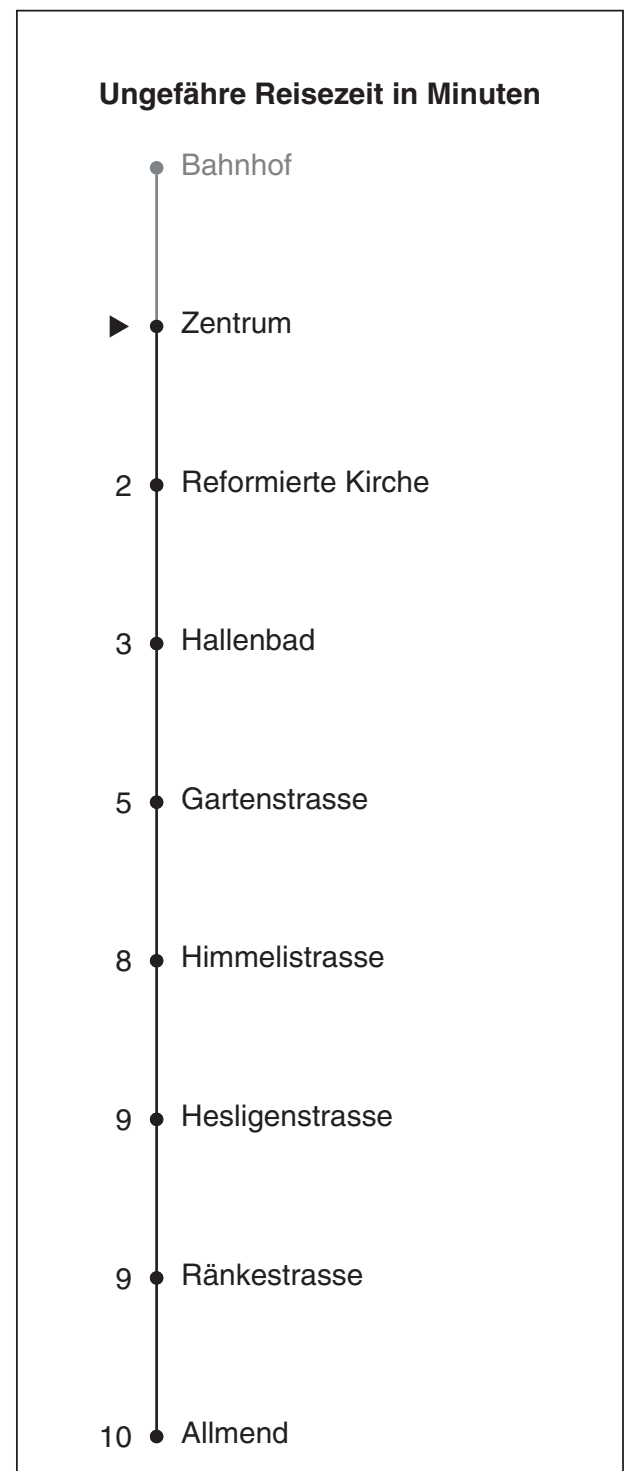 Ungefähre Reisezeit in Minuten
Bahnhof
Zentrum
2 Reformierte Kirche
3 Hallenbad
5 Gartenstrasse
8 Himmelistrasse
9 Hesligenstrasse
9 Ränkestrasse
10 Allmend